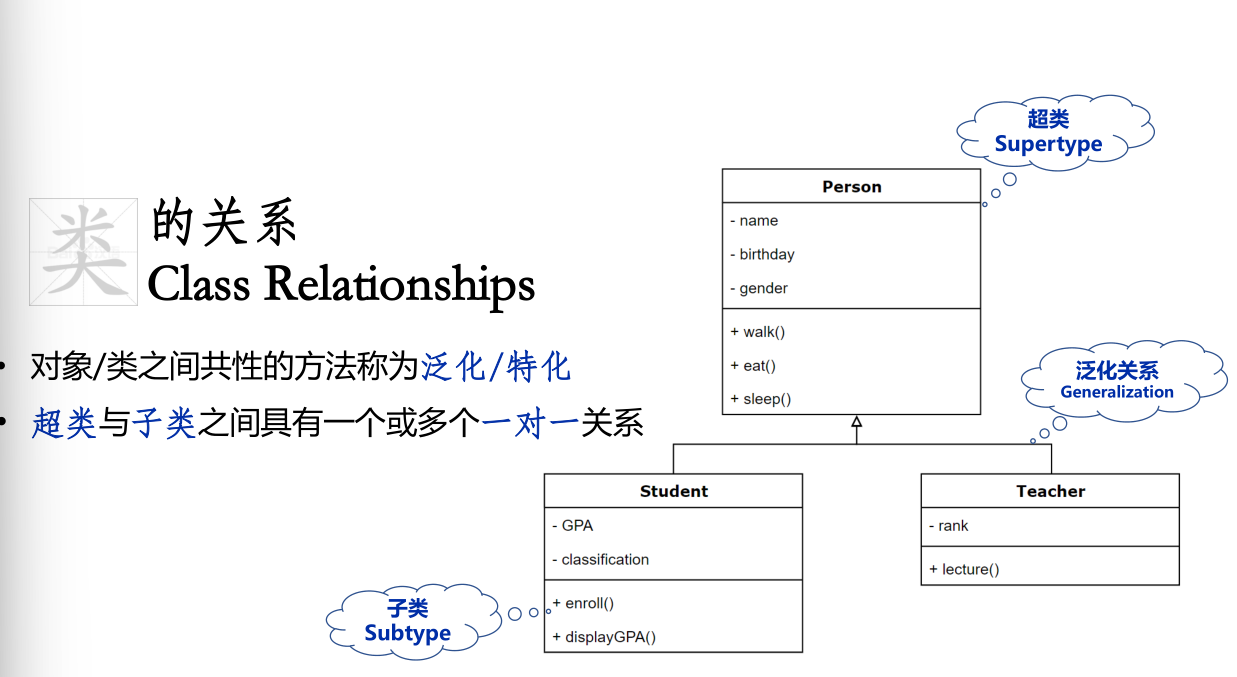 类的关系
Class Relationships
• 对象/类之间共性的方法称为泛化/特化
• 超类与子类之间具有一个或多个一对一关系
超类
Supertype
Person
- name
- birthday
- gender
+ walk()
+ eat()
+ sleep()
泛化关系
Generalization
Student
- GPA
- classification
+ enroll()
+ displayGPA()
Teacher
- rank
+ lecture()
子类
Subtype